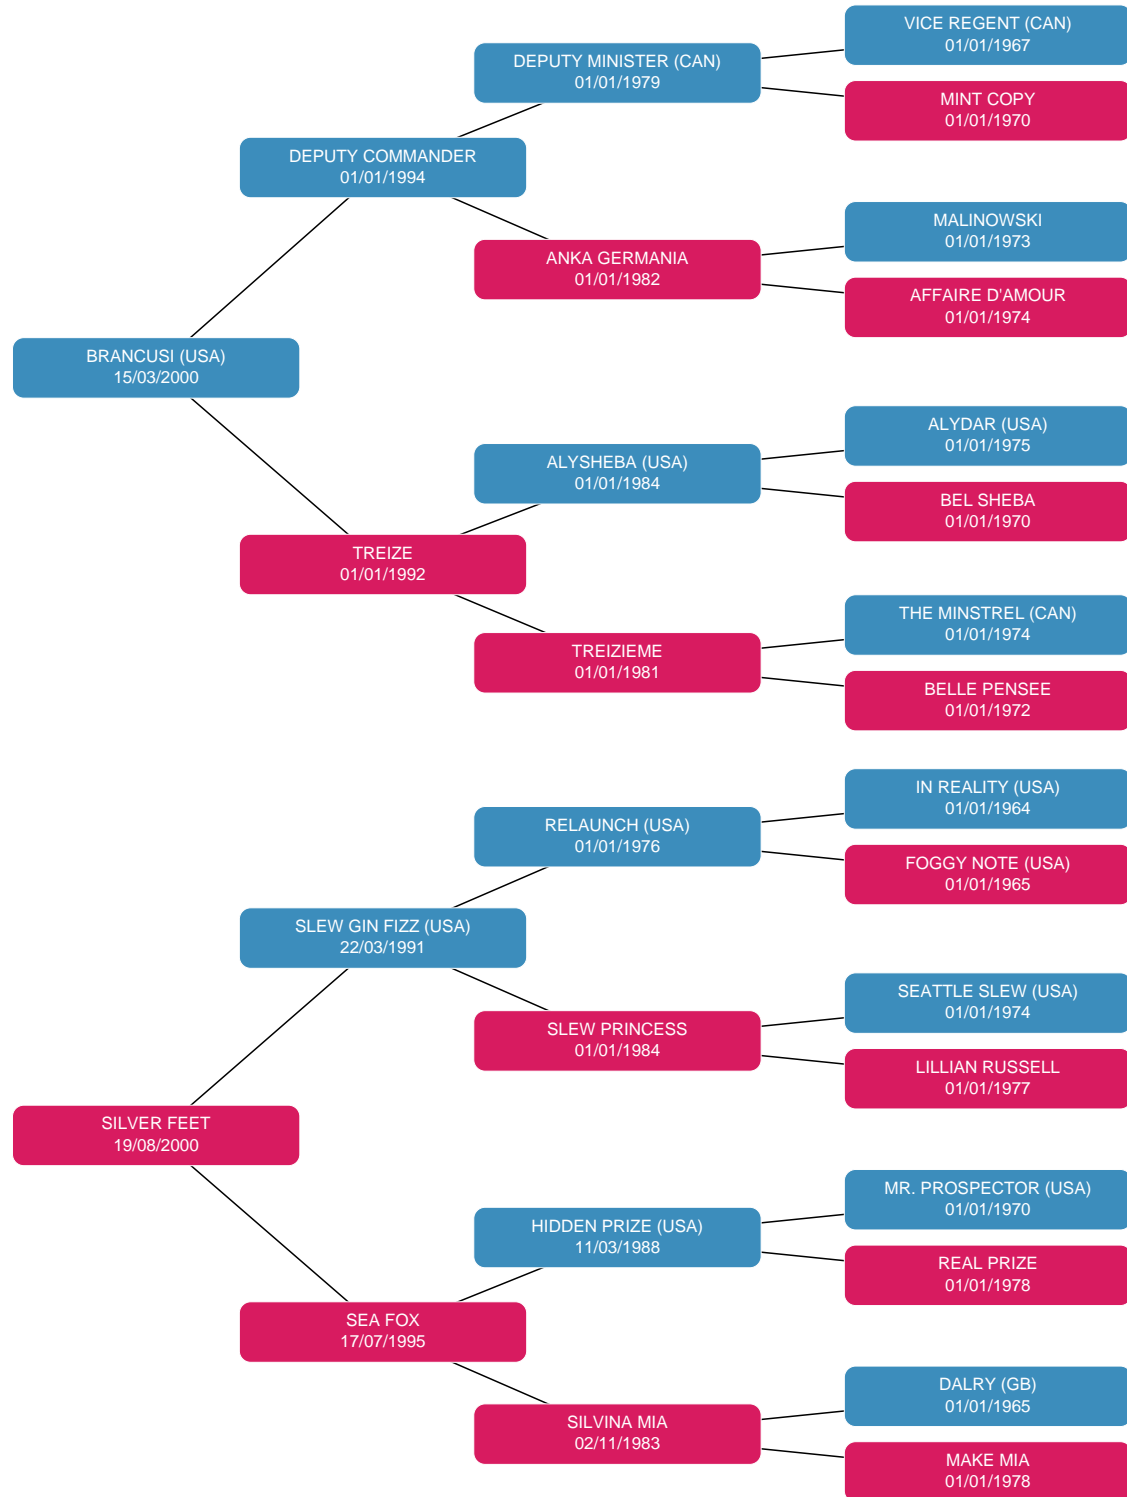 VICE REGENT (CAN)
01/01/1967
DEPUTY MINISTER (CAN)
01/01/1979
MINT COPY
01/01/1970
DEPUTY COMMANDER
01/01/1994
MALINOWSKI
01/01/1973
ANKA GERMANIA
01/01/1982
AFFAIRE D'AMOUR
01/01/1974
BRANCUSI (USA)
15/03/2000
ALYDAR (USA)
01/01/1975
ALYSHEBA (USA)
01/01/1984
BEL SHEBA
01/01/1970
TREIZE
01/01/1992
THE MINSTREL (CAN)
01/01/1974
TREIZIEME
01/01/1981
BELLE PENSEE
01/01/1972
IN REALITY (USA)
01/01/1964
RELAUNCH (USA)
01/01/1976
FOGGY NOTE (USA)
01/01/1965
SLEW GIN FIZZ (USA)
22/03/1991
SEATTLE SLEW (USA)
01/01/1974
SLEW PRINCESS
01/01/1984
LILLIAN RUSSELL
01/01/1977
SILVER FEET
19/08/2000
MR. PROSPECTOR (USA)
01/01/1970
HIDDEN PRIZE (USA)
11/03/1988
REAL PRIZE
01/01/1978
SEA FOX
17/07/1995
DALRY (GB)
01/01/1965
SILVINA MIA
02/11/1983
MAKE MIA
01/01/1978